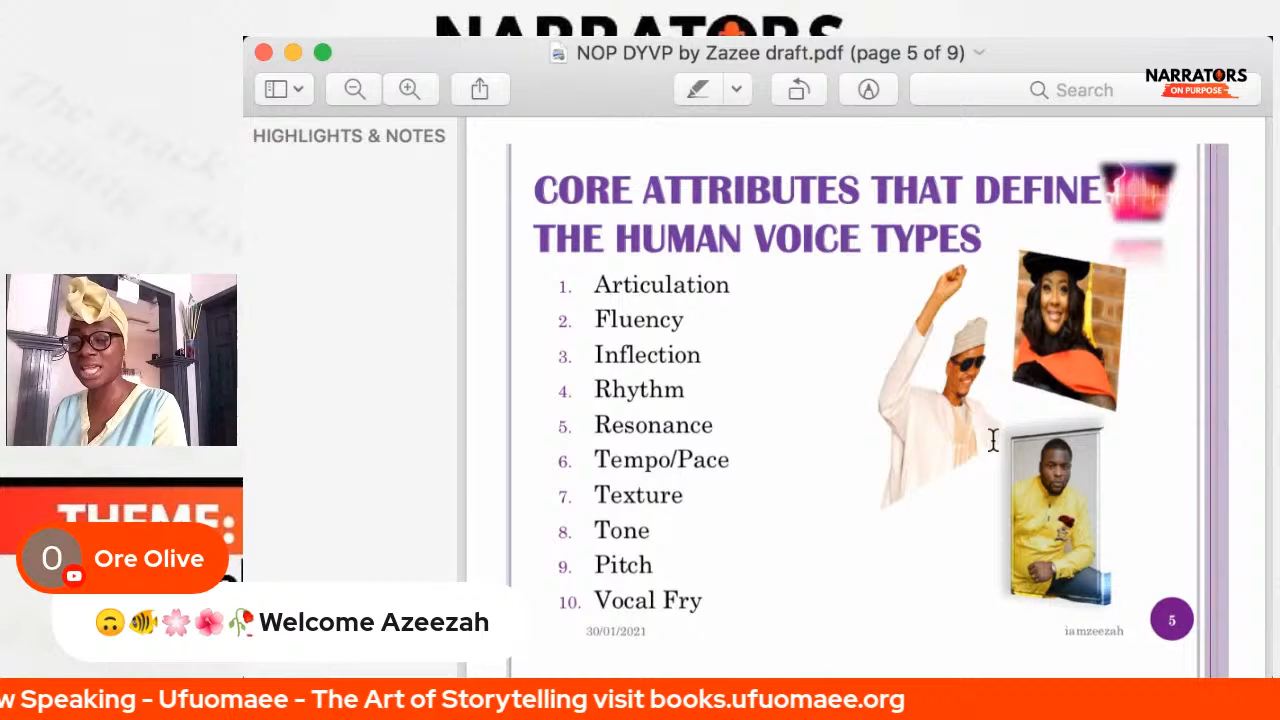 NARRATORS
NOP DYVP by Zazee draft.pdf (page 5 of 9)
Search
NARRATORS
ON PURPOSE
HIGHLIGHTS & NOTES
CORE ATTRIBUTES THAT DEFINE
THE HUMAN VOICE TYPES
1. Articulation
2. Fluency
3. Inflection
4. Rhythm
5. Resonance
6. Tempo/Pace
7. Texture
8. Tone
9. Pitch
10. Vocal Fry
30/01/2021
iamzeezah
5
THEME:
O
Ore Olive
🙃🐠🌸🌺🥀Welcome Azeezah
w Speaking - Ufuomaee - The Art of Storytelling visit books.ufuomaee.org